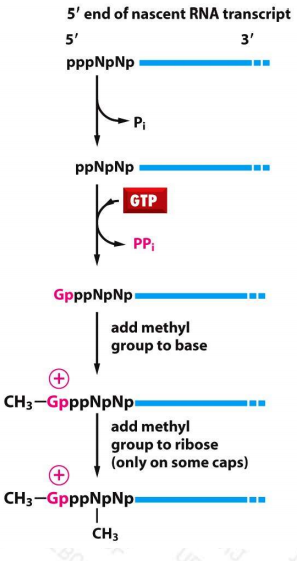 5′ end of nascent RNA transcript
5′ 3′
pppNpNp
Pi
ppNpNp
GTP
PPi
GpppNpNp
add methyl
group to base
+
CH3–GpppNpNp
add methyl
group to ribose
(only on some caps)
+
CH3–GpppNpNp
CH3